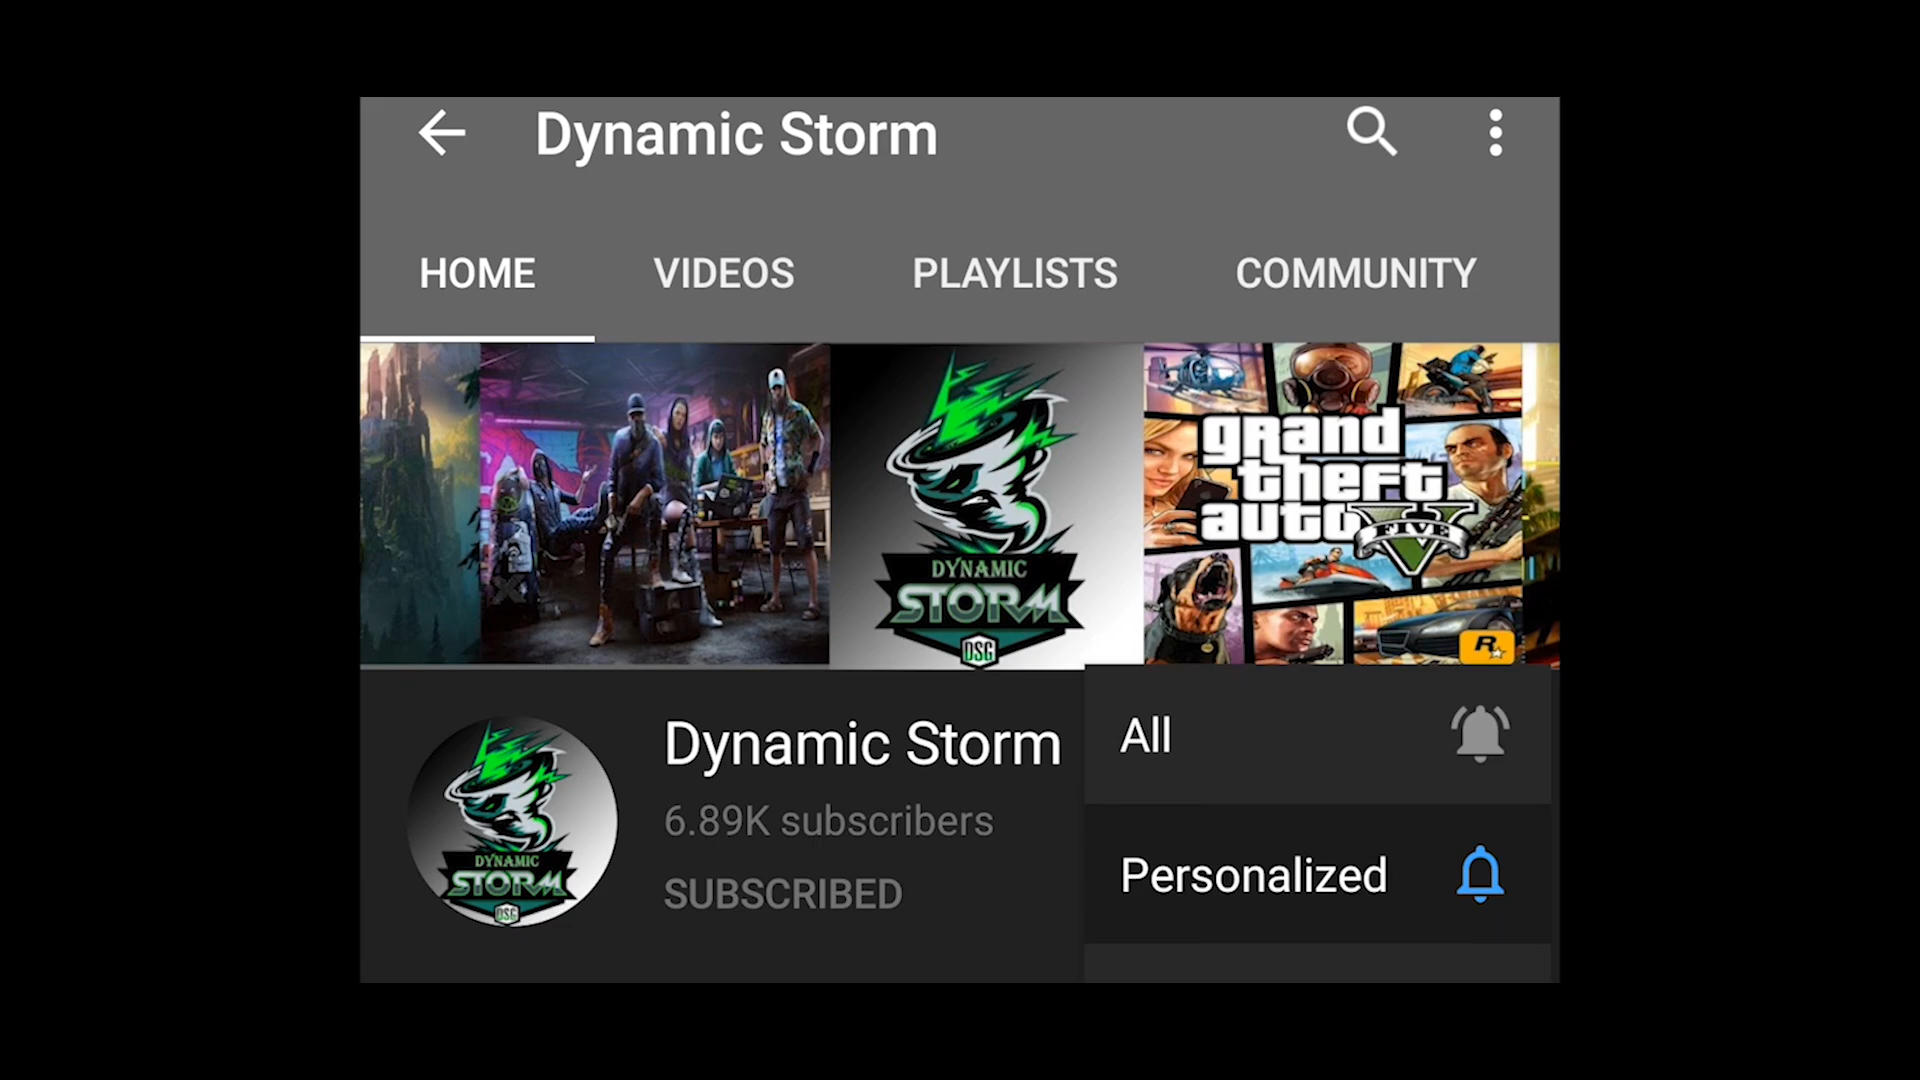 Dynamic Storm
HOME VIDEOS PLAYLISTS COMMUNITY
DYNAMIC
STORM
DSG
grand
theft
auto
FIVE
R
Dynamic Storm
6.89K subscribers
SUBSCRIBED
DYNAMIC
STORM
DSG
All
Personalized